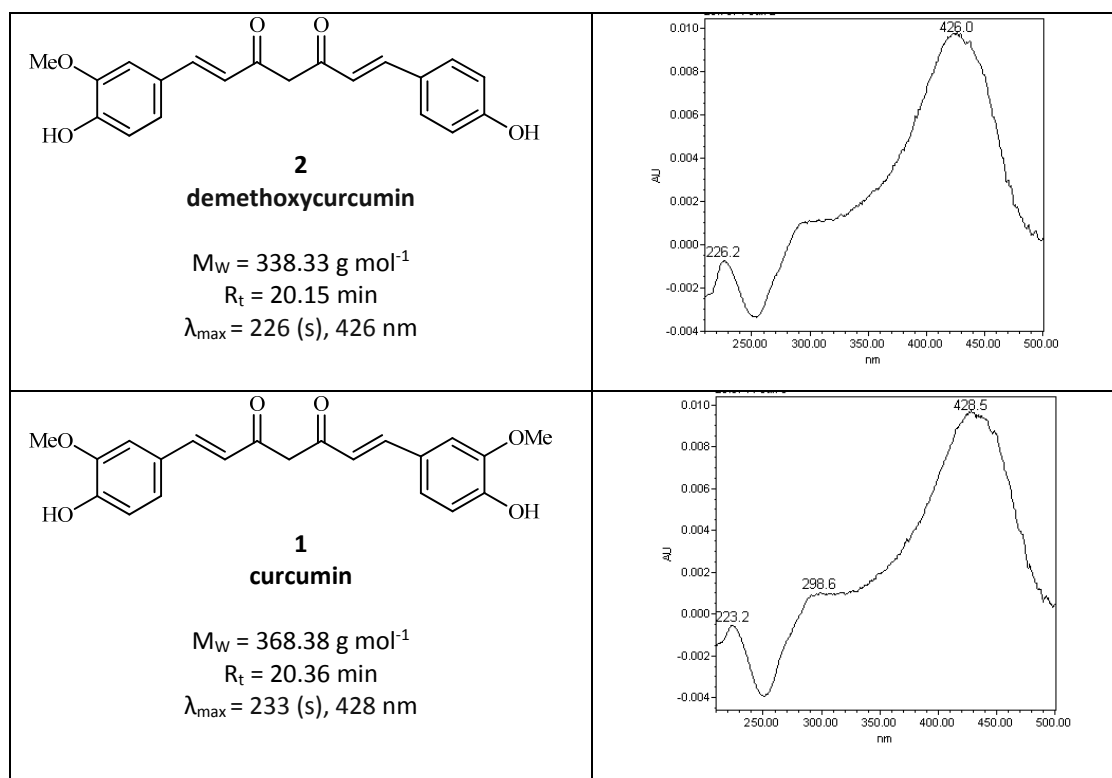 O O
MeO
HO
OH
2
demethoxycurcumin
M_W = 338.33 g mol⁻¹
R_t = 20.15 min
λ_max = 226 (s), 426 nm
426.0
0.010
0.008
0.006
0.004
0.002
0.000
-0.002
-0.004
AU
226.2
250.00 300.00 350.00 400.00 450.00 500.00
nm
O O
MeO OMe
HO OH
1
curcumin
M_W = 368.38 g mol⁻¹
R_t = 20.36 min
λ_max = 233 (s), 428 nm
428.5
0.010
0.008
0.006
0.004
0.002
0.000
-0.002
-0.004
AU
298.6
223.2
250.00 300.00 350.00 400.00 450.00 500.00
nm